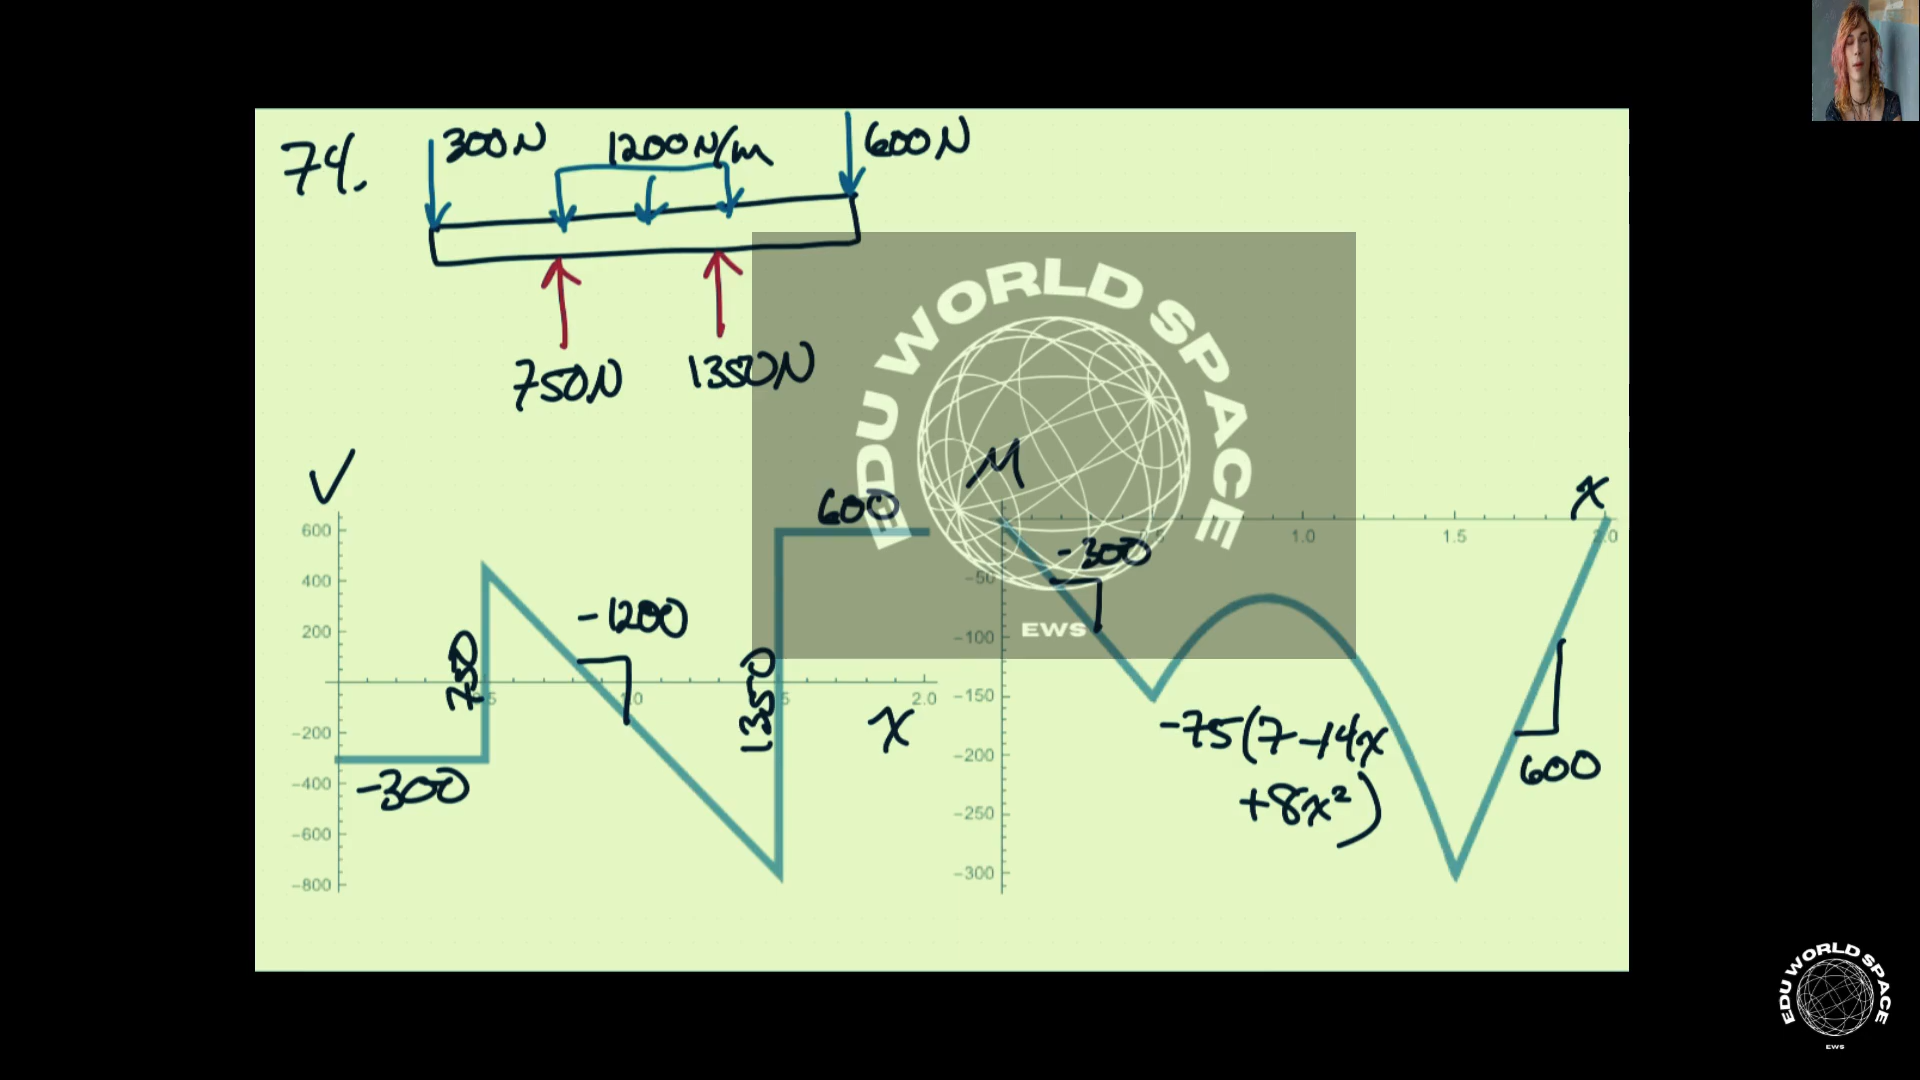 74.
300N
1200N/m
600N
750N
1350N
V
600
400
200
-200
-400
-600
-800
-300
750
-1200
1350
600
2.0
x
M
x
1.0
1.5
2.0
-50
-100
-150
-200
-250
-300
-300
-75(7-14x
+8x²)
600
EDU WORLD SPACE
EWS
EDU WORLD SPACE
EWS